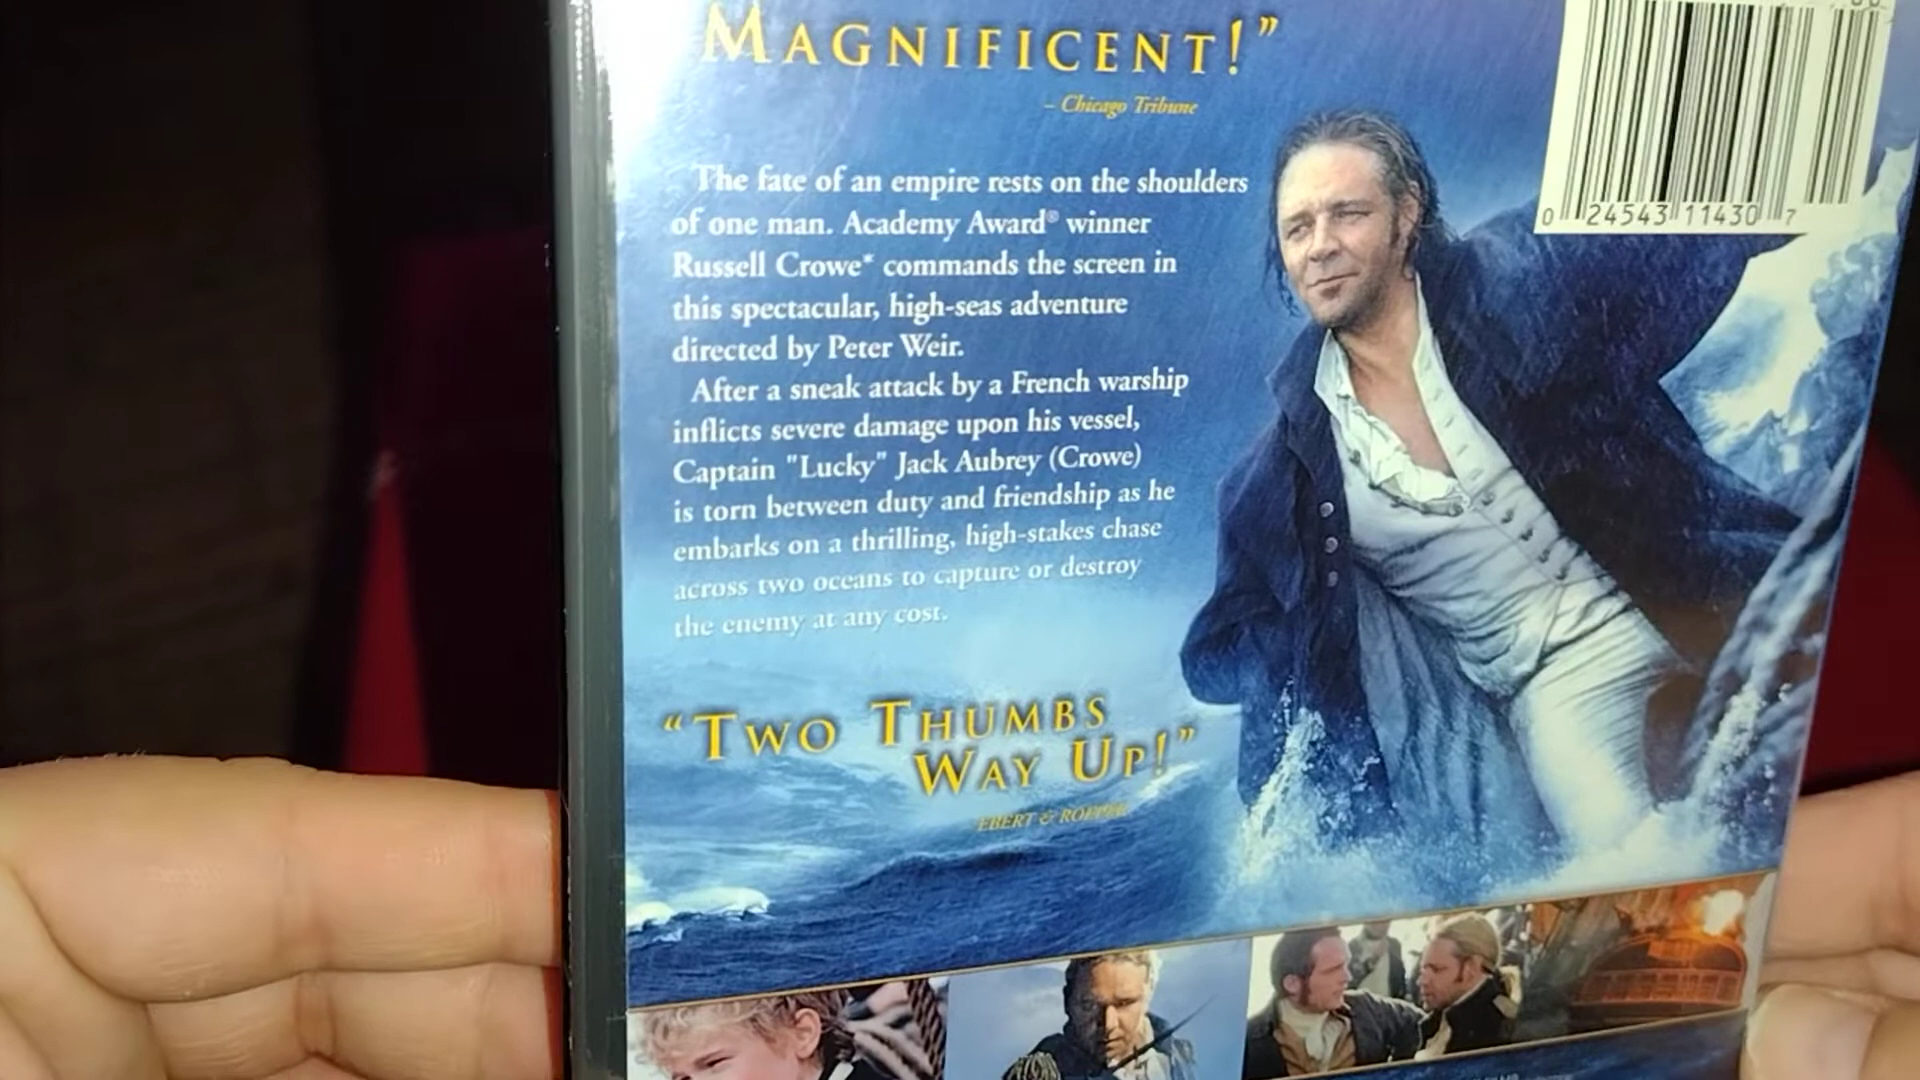 MAGNIFICENT!”
– Chicago Tribune
The fate of an empire rests on the shoulders
of one man. Academy Award® winner
Russell Crowe* commands the screen in
this spectacular, high-seas adventure
directed by Peter Weir.
After a sneak attack by a French warship
inflicts severe damage upon his vessel,
Captain "Lucky" Jack Aubrey (Crowe)
is torn between duty and friendship as he
embarks on a thrilling, high-stakes chase
across two oceans to capture or destroy
the enemy at any cost.
“TWO THUMBS
WAY UP!”
EBERT & ROEPER
0 24543 11430 7